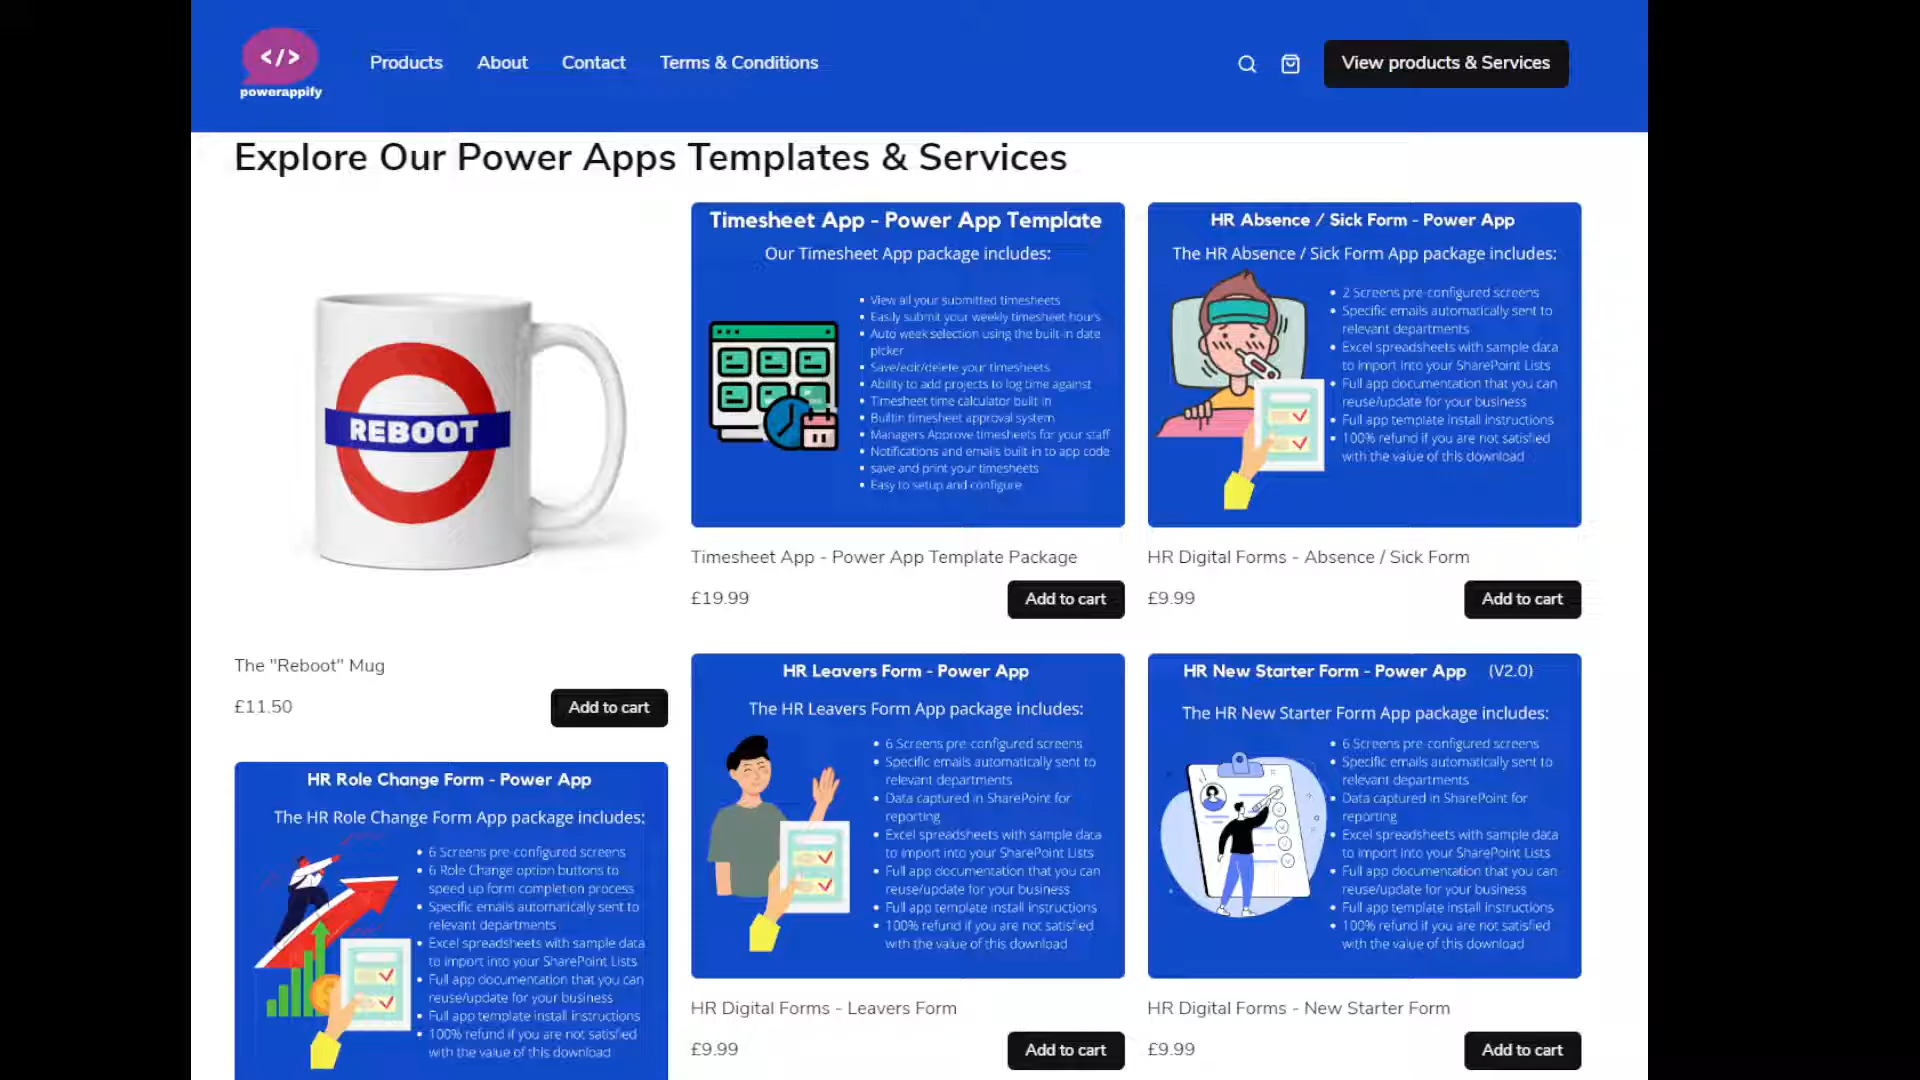 </>
powerappify
Products
About
Contact
Terms & Conditions
View products & Services
Explore Our Power Apps Templates & Services
REBOOT
The "Reboot" Mug
£11.50
Add to cart
Timesheet App - Power App Template
Our Timesheet App package includes:
• View all your submitted timesheets
• Easily submit your weekly timesheet hours
• Auto week selection using the built-in date
picker
• Save/edit/delete your timesheets
• Ability to add projects to log time against
• Timesheet time calculator built in
• Builtin timesheet approval system
• Managers Approve timesheets for your staff
• Notifications and emails built in to app code
• save and print your timesheets
• Easy to setup and configure
Timesheet App - Power App Template Package
£19.99
Add to cart
HR Absence / Sick Form - Power App
The HR Absence / Sick Form App package includes:
• 2 Screens pre-configured screens
• Specific emails automatically sent to
relevant departments
• Excel spreadsheets with sample data
to import into your SharePoint Lists
• Full app documentation that you can
reuse/update for your business
• Full app template install instructions
• 100% refund if you are not satisfied
with the value of this download
HR Digital Forms - Absence / Sick Form
£9.99
Add to cart
HR Role Change Form - Power App
The HR Role Change Form App package includes:
• 6 Screens pre-configured screens
• 6 Role Change option buttons to
speed up form completion process
• Specific emails automatically sent to
relevant departments
• Excel spreadsheets with sample data
to import into your SharePoint Lists
• Full app documentation that you can
reuse/update for your business
• Full app template install instructions
• 100% refund if you are not satisfied
with the value of this download
HR Leavers Form - Power App
The HR Leavers Form App package includes:
• 6 Screens pre-configured screens
• Specific emails automatically sent to
relevant departments
• Data captured in SharePoint for
reporting
• Excel spreadsheets with sample data
to import into your SharePoint Lists
• Full app documentation that you can
reuse/update for your business
• Full app template install instructions
• 100% refund if you are not satisfied
with the value of this download
HR Digital Forms - Leavers Form
£9.99
Add to cart
HR New Starter Form - Power App (V2.0)
The HR New Starter Form App package includes:
• 6 Screens pre-configured screens
• Specific emails automatically sent to
relevant departments
• Data captured in SharePoint for
reporting
• Excel spreadsheets with sample data
to import into your SharePoint Lists
• Full app documentation that you can
reuse/update for your business
• Full app template install instructions
• 100% refund if you are not satisfied
with the value of this download
HR Digital Forms - New Starter Form
£9.99
Add to cart